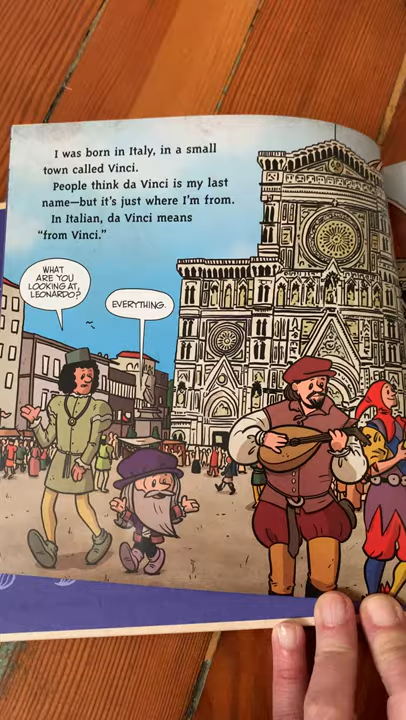 I was born in Italy, in a small
town called Vinci.
People think da Vinci is my last
name—but it's just where I'm from.
In Italian, da Vinci means
"from Vinci."
WHAT
ARE YOU
LOOKING AT,
LEONARDO?
EVERYTHING.